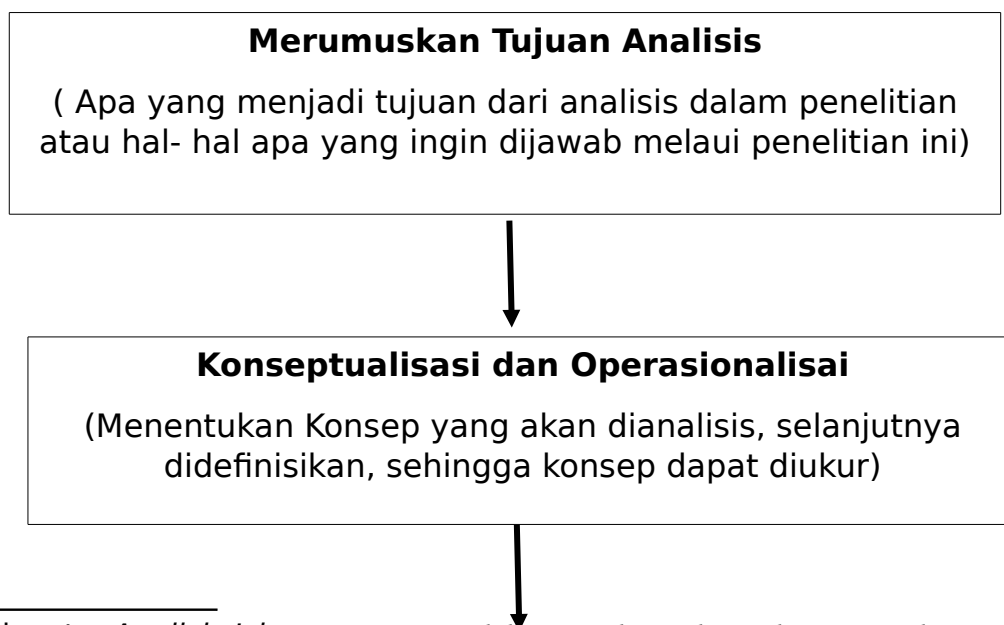 Merumuskan Tujuan Analisis
( Apa yang menjadi tujuan dari analisis dalam penelitian
atau hal- hal apa yang ingin dijawab melaui penelitian ini)
Konseptualisasi dan Operasionalisai
(Menentukan Konsep yang akan dianalisis, selanjutnya
didefinisikan, sehingga konsep dapat diukur)